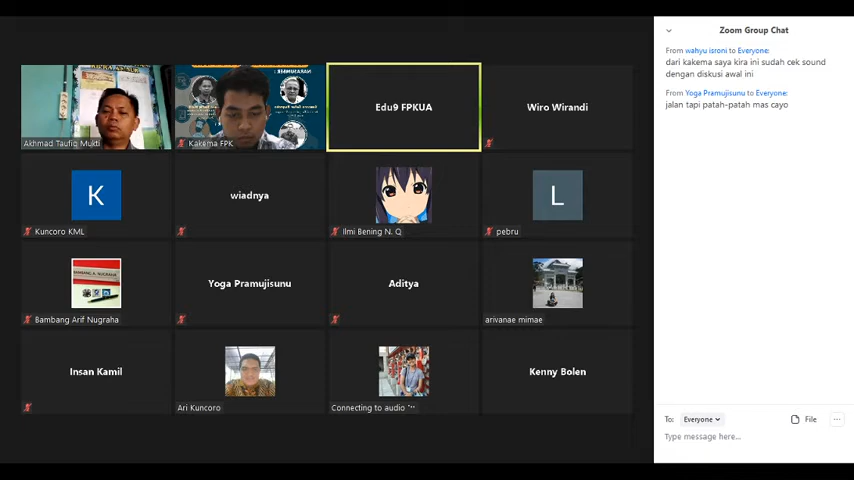 Akhmad Taufiq Mukti
Kakema FPK
Edu9 FPKUA
Wiro Wirandi
K
Kuncoro KML
wiadnya
Ilmi Bening N. Q
L
pebru
BAMBANG A. NUGRAHA
Bambang Arif Nugraha
Yoga Pramujisunu
Aditya
arivanae mimae
Insan Kamil
Ari Kuncoro
Connecting to audio
Kenny Bolen
Zoom Group Chat
From wahyu isroni to Everyone:
dari kakema saya kira ini sudah cek sound
dengan diskusi awal ini
From Yoga Pramujisunu to Everyone:
jalan tapi patah-patah mas cayo
To: Everyone
File
...
Type message here...